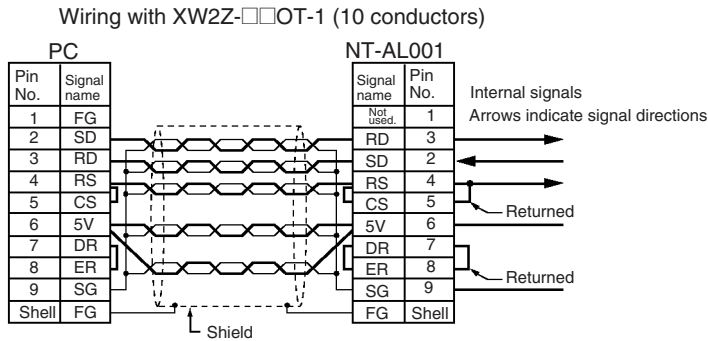 Wiring with XW2Z-□□OT-1 (10 conductors)
PC NT-AL001
Pin No. Signal name Signal name Pin No.
Internal signals
Arrows indicate signal directions
1 FG Not used. 1
2 SD RD 3
3 RD SD 2
4 RS RS 4
5 CS CS 5
Returned
6 5V 5V 6
7 DR DR 7
8 ER ER 8
Returned
9 SG SG 9
Shell FG FG Shell
Shield